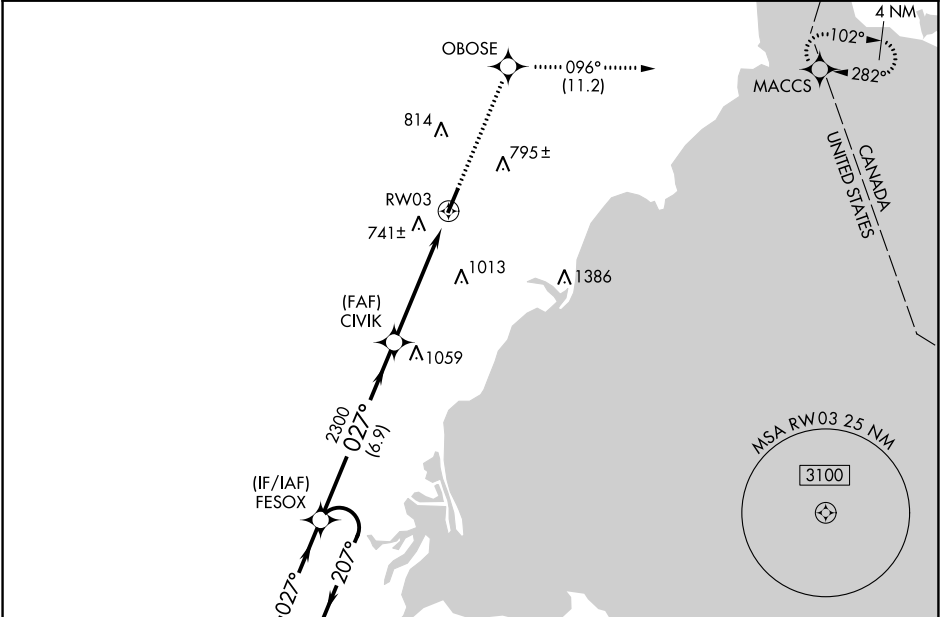 4 NM
OBOSE
102°
096°
(11.2)
282°
MACCS
814
795±
CANADA
UNITED STATES
RW03
741±
1013
1386
(FAF)
CIVIK
1059
2300
027°
(6.9)
MSA RW03 25 NM
3100
(IF/IAF)
FESOX
027°
207°